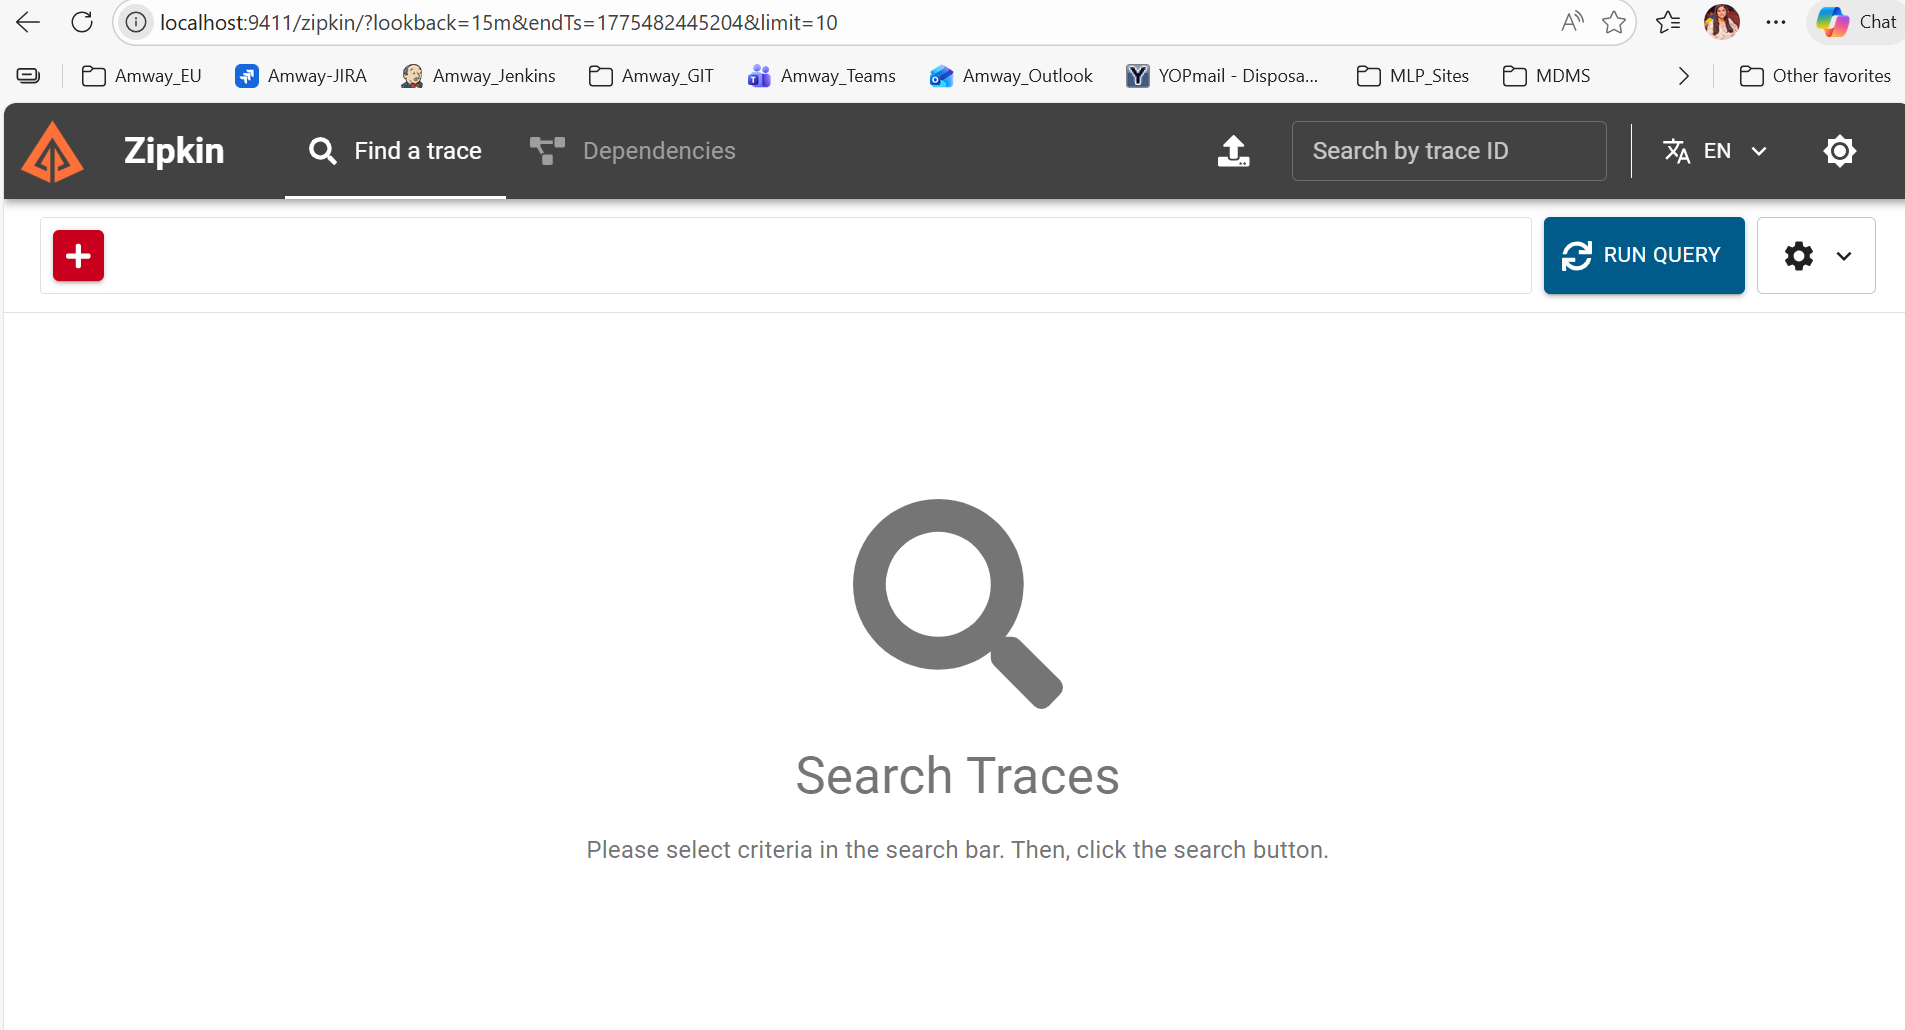 localhost:9411/zipkin/?lookback=15m&endTs=1775482445204&limit=10
Chat
Amway_EU
Amway-JIRA
Amway_Jenkins
Amway_GIT
Amway_Teams
Amway_Outlook
YOPmail - Disposa...
MLP_Sites
MDMS
Other favorites
Zipkin
Find a trace
Dependencies
Search by trace ID
EN
RUN QUERY
Search Traces
Please select criteria in the search bar. Then, click the search button.